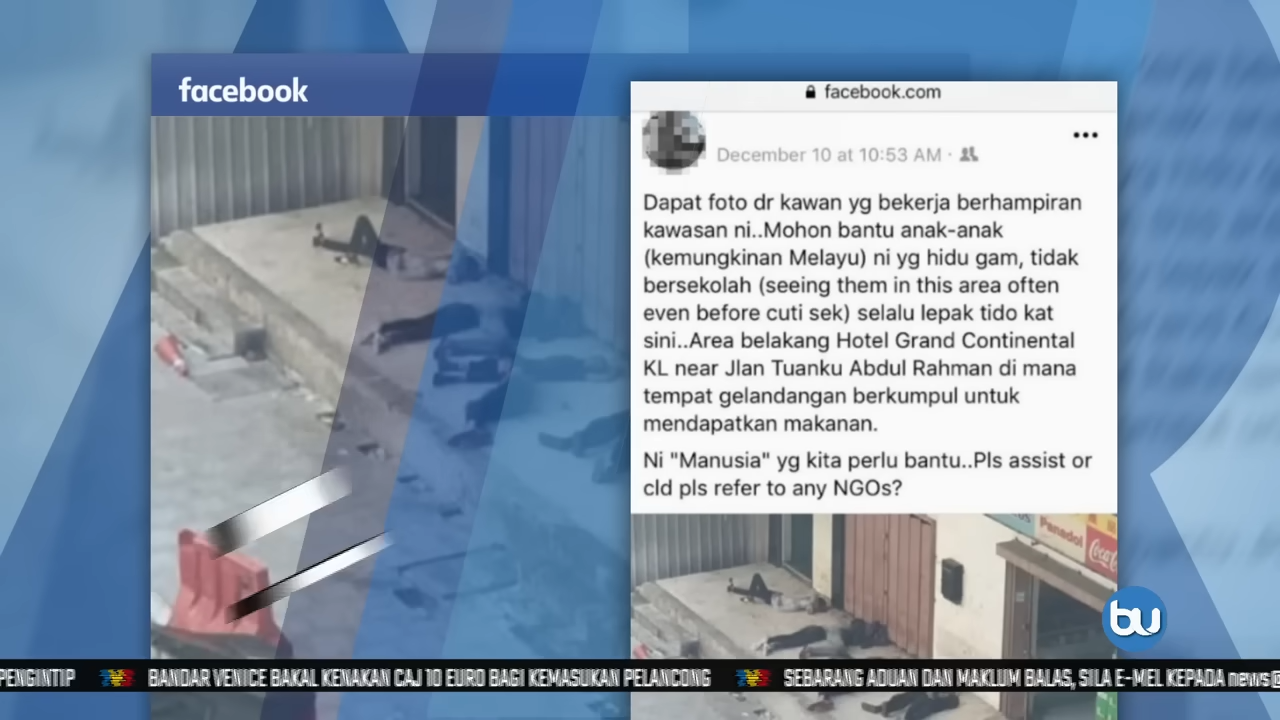 facebook
facebook.com
December 10 at 10:53 AM ·
Dapat foto dr kawan yg bekerja berhampiran
kawasan ni..Mohon bantu anak-anak
(kemungkinan Melayu) ni yg hidu gam, tidak
bersekolah (seeing them in this area often
even before cuti sek) selalu lepak tido kat
sini..Area belakang Hotel Grand Continental
KL near Jlan Tuanku Abdul Rahman di mana
tempat gelandangan berkumpul untuk
mendapatkan makanan.
Ni "Manusia" yg kita perlu bantu..Pls assist or
cld pls refer to any NGOs?
Panadol
Coca
bu
PENGINTIP BANDAR VENICE BAKAL KENAKAN CAJ 10 EURO BAGI KEMASUKAN PELANCONG SEBARANG ADUAN DAN MAKLUM BALAS, SILA E-MEL KEPADA news@